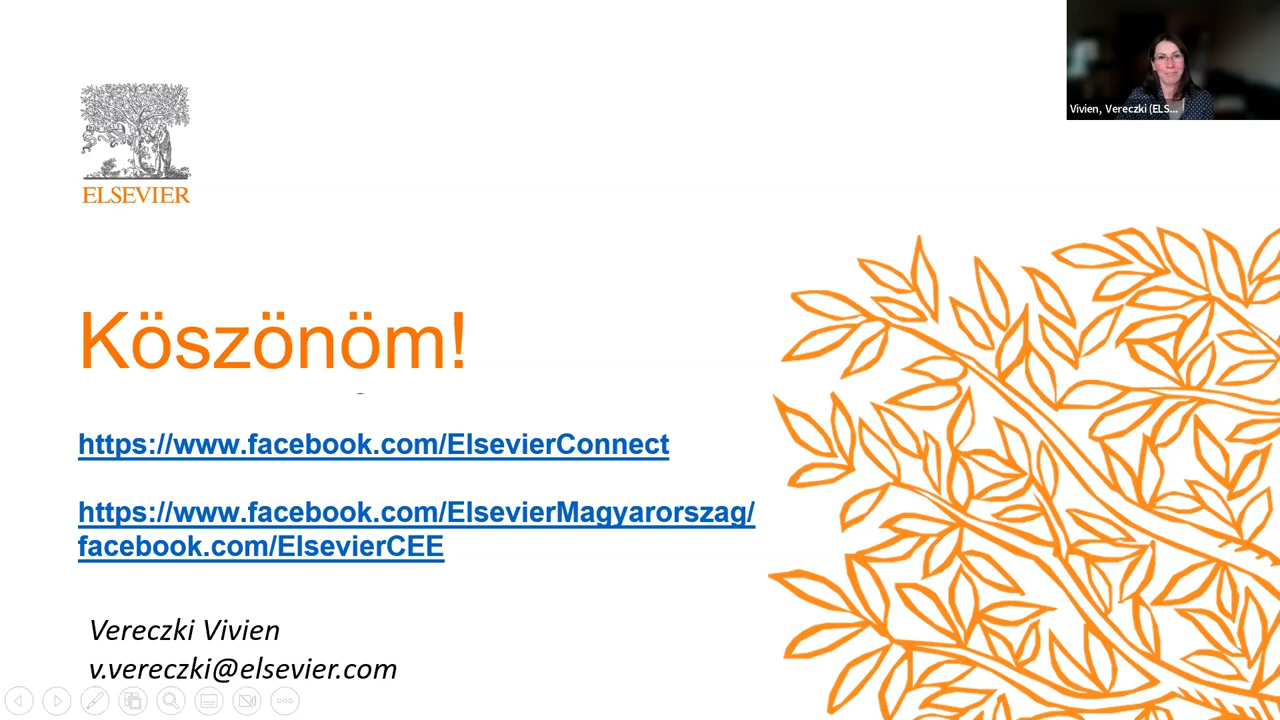 Vivien, Vereczki (ELS...
ELSEVIER
Köszönöm!
https://www.facebook.com/ElsevierConnect
https://www.facebook.com/ElsevierMagyarorszag/
facebook.com/ElsevierCEE
Vereczki Vivien
v.vereczki@elsevier.com